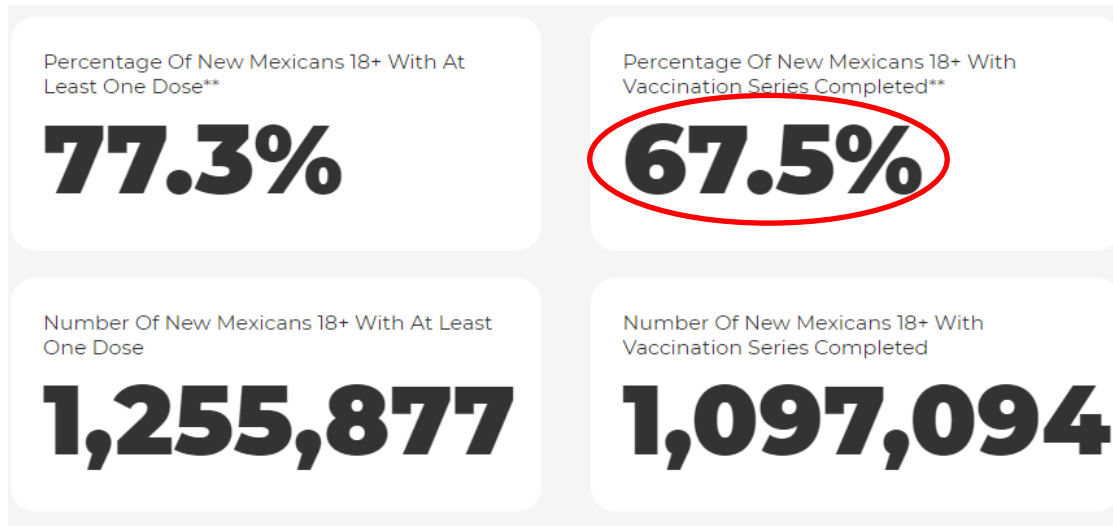 Percentage Of New Mexicans 18+ With At
Least One Dose**
77.3%
Percentage Of New Mexicans 18+ With
Vaccination Series Completed**
67.5%
Number Of New Mexicans 18+ With At Least
One Dose
1,255,877
Number Of New Mexicans 18+ With
Vaccination Series Completed
1,097,094